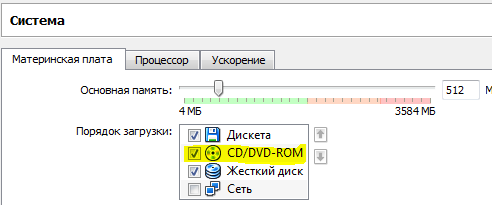 Система
Материнская плата Процессор Ускорение
Основная память: 512
4 МБ 3584 МБ
Порядок загрузки: Дискета
CD/DVD-ROM
Жесткий диск
Сеть